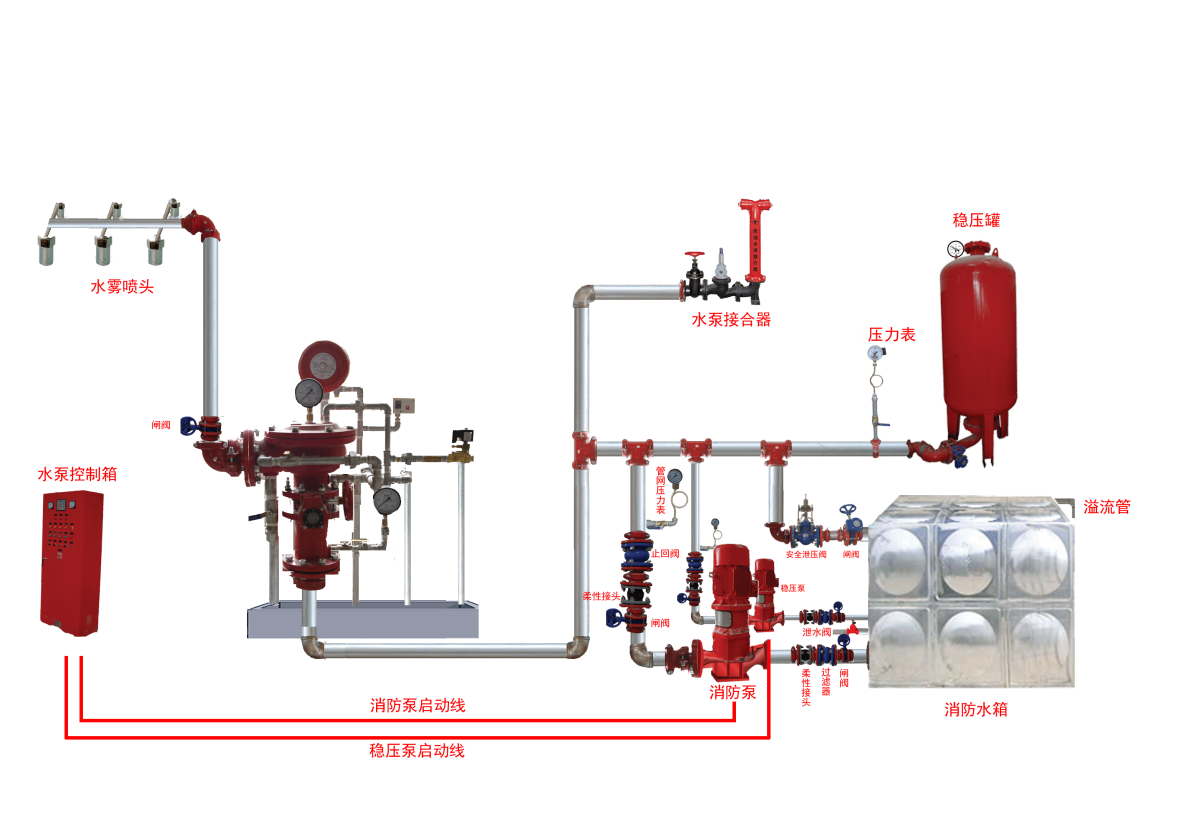 稳压罐
水雾喷头
水泵接合器
压力表
闸阀
水泵控制箱
管网压力表
溢流管
止回阀
安全泄压阀
闸阀
柔性接头
稳压泵
闸阀
泄水阀
消防泵
柔性接头
过滤器
闸阀
消防水箱
消防泵启动线
稳压泵启动线